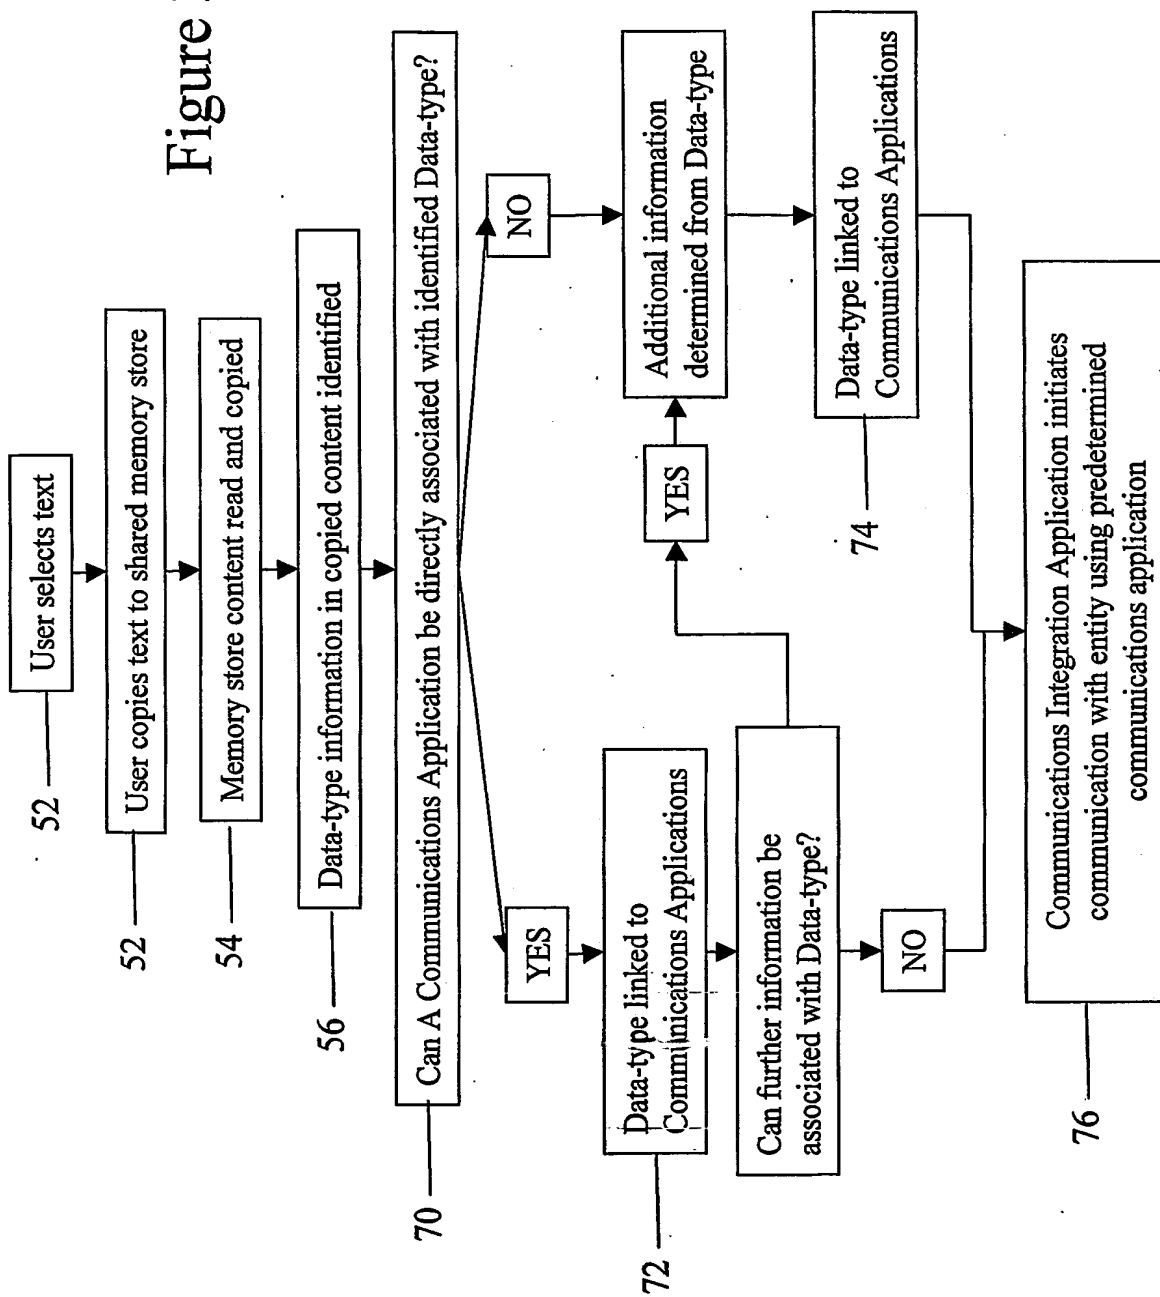 Figure
52
User selects text
52
User copies text to shared memory store
54
Memory store content read and copied
56
Data-type information in copied content identified
70
Can A Communications Application be directly associated with identified Data-type?
YES
NO
72
Data-type linked to
Communications Applications
Can further information be
associated with Data-type?
YES
NO
Additional information
determined from Data-type
74
Data-type linked to
Communications Applications
76
Communications Integration Application initiates
communication with entity using predetermined
communications application